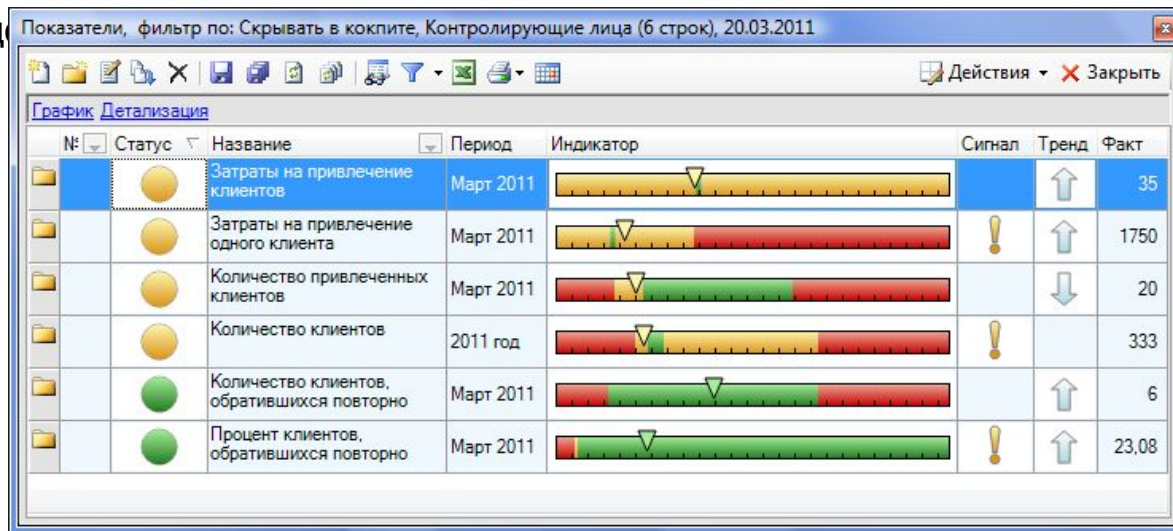 Показатели, фильтр по: Скрывать в кокпите, Контролирующие лица (6 строк), 20.03.2011
Действия Закрыть
График Детализация
№ Статус Название Период Индикатор Сигнал Тренд Факт
Затраты на привлечение
клиентов
Март 2011
35
Затраты на привлечение
одного клиента
Март 2011
1750
Количество привлеченных
клиентов
Март 2011
20
Количество клиентов
2011 год
333
Количество клиентов,
обратившихся повторно
Март 2011
6
Процент клиентов,
обратившихся повторно
Март 2011
23,08